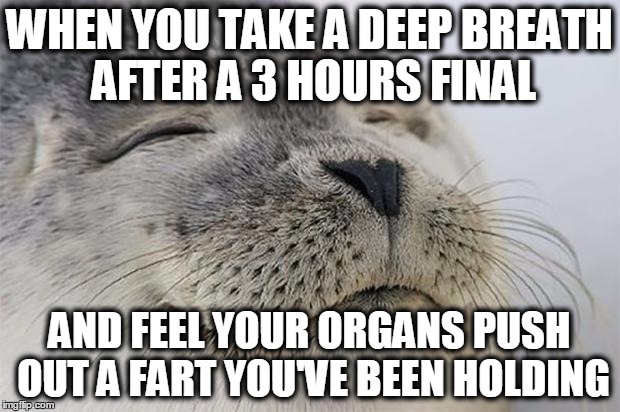 WHEN YOU TAKE A DEEP BREATH
AFTER A 3 HOURS FINAL
AND FEEL YOUR ORGANS PUSH
OUT A FART YOU'VE BEEN HOLDING
imgflip.com